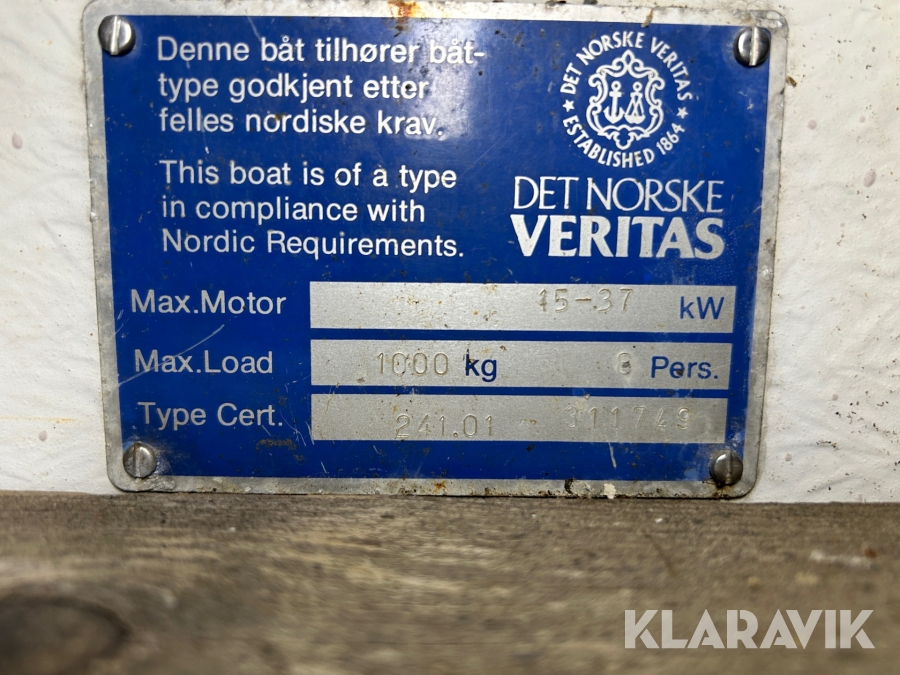 Denne båt tilhører båt-
type godkjent etter
felles nordiske krav.
This boat is of a type
in compliance with
Nordic Requirements.
DET NORSKE VERITAS
ESTABLISHED 1864
DET NORSKE
VERITAS
Max.Motor 15-37 kW
Max.Load 1000 kg Pers.
Type Cert. 241.01 311749
KLARAVIK